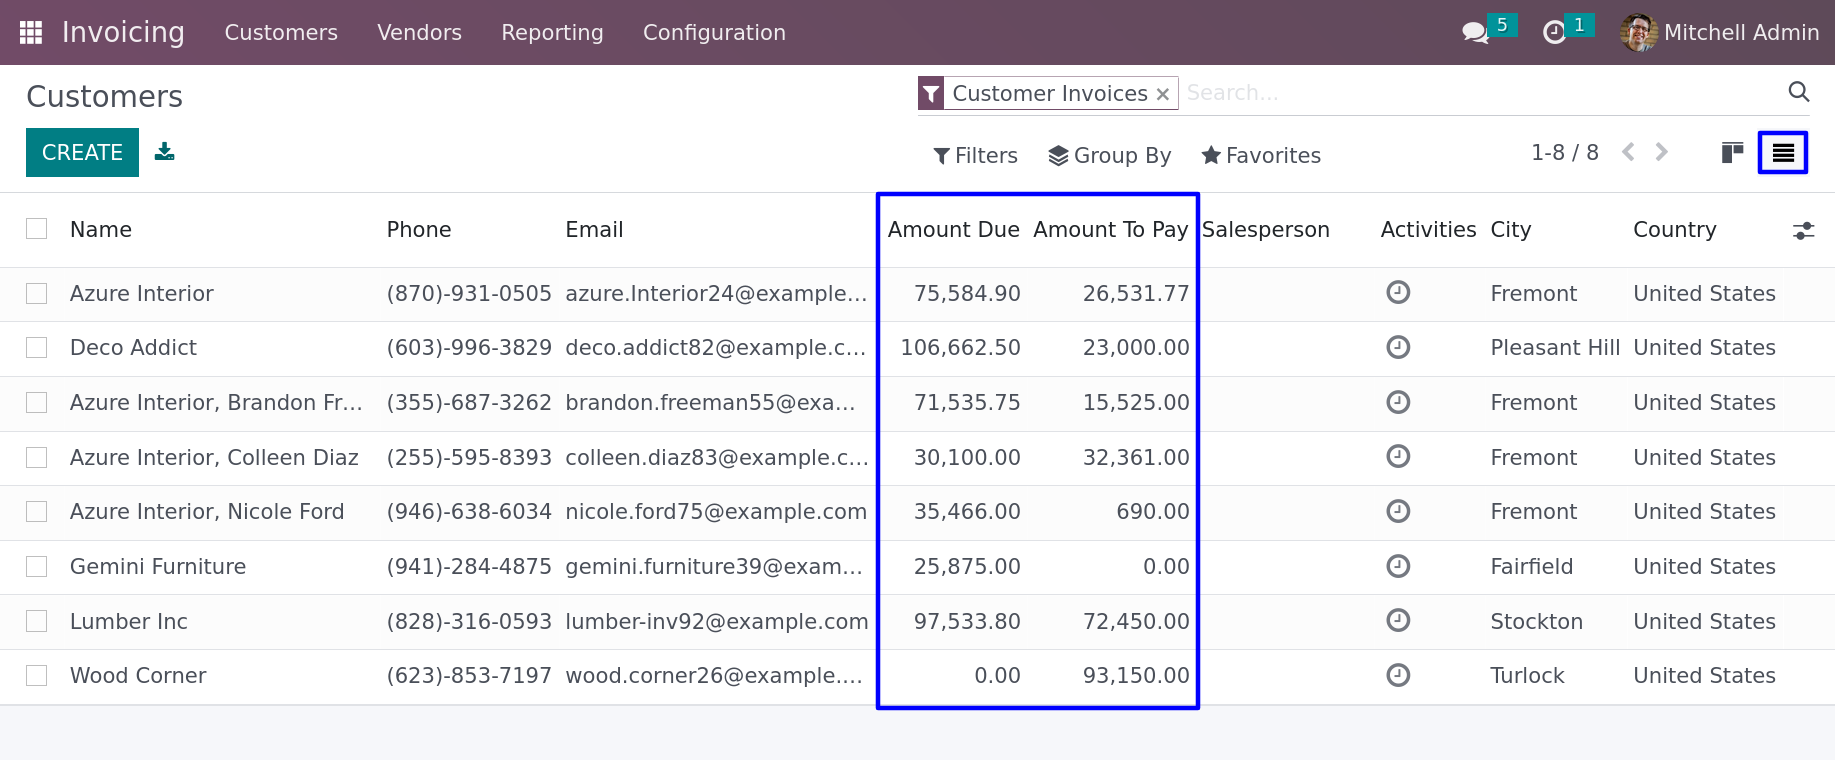 Invoicing Customers Vendors Reporting Configuration 5 1 Mitchell Admin
Customers
Customer Invoices × Search...
CREATE
Filters Group By Favorites 1-8 / 8
Name Phone Email Amount Due Amount To Pay Salesperson Activities City Country
Azure Interior (870)-931-0505 azure.Interior24@example... 75,584.90 26,531.77 Fremont United States
Deco Addict (603)-996-3829 deco.addict82@example.c... 106,662.50 23,000.00 Pleasant Hill United States
Azure Interior, Brandon Fr... (355)-687-3262 brandon.freeman55@exa... 71,535.75 15,525.00 Fremont United States
Azure Interior, Colleen Diaz (255)-595-8393 colleen.diaz83@example.c... 30,100.00 32,361.00 Fremont United States
Azure Interior, Nicole Ford (946)-638-6034 nicole.ford75@example.com 35,466.00 690.00 Fremont United States
Gemini Furniture (941)-284-4875 gemini.furniture39@exam... 25,875.00 0.00 Fairfield United States
Lumber Inc (828)-316-0593 lumber-inv92@example.com 97,533.80 72,450.00 Stockton United States
Wood Corner (623)-853-7197 wood.corner26@example.... 0.00 93,150.00 Turlock United States